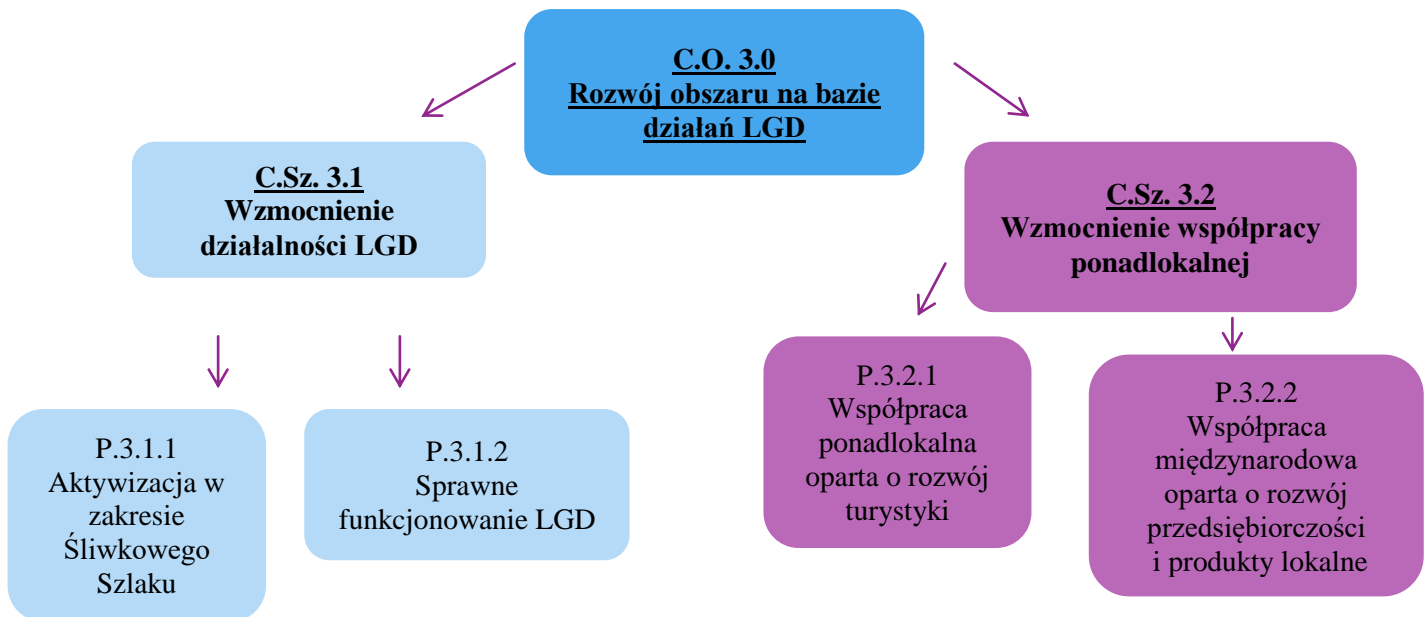 C.O. 3.0
Rozwój obszaru na bazie
działań LGD
C.Sz. 3.1
Wzmocnienie
działalności LGD
C.Sz. 3.2
Wzmocnienie współpracy
ponadlokalnej
P.3.1.1
Aktywizacja w
zakresie
Śliwkowego
Szlaku
P.3.1.2
Sprawne
funkcjonowanie LGD
P.3.2.1
Współpraca
ponadlokalna
oparta o rozwój
turystyki
P.3.2.2
Współpraca
międzynarodowa
oparta o rozwój
przedsiębiorczości
i produkty lokalne